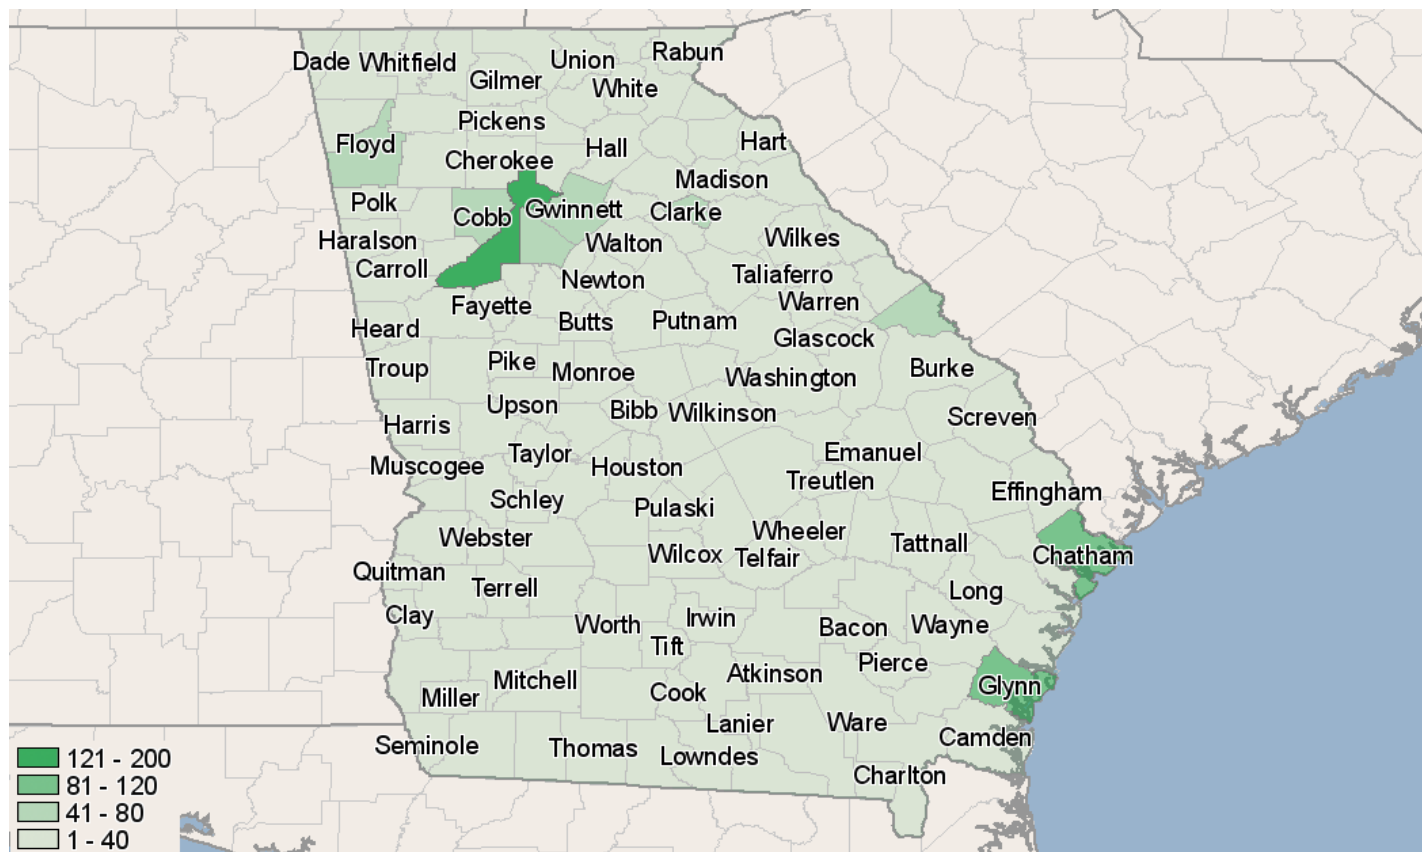 Dade Whitfield Union Rabun
Gilmer White
Pickens
Floyd Hall Hart
Cherokee
Madison
Polk Cobb Gwinnett Clarke
Haralson Walton Wilkes
Carroll Newton Taliaferro
Fayette Warren
Heard Butts Putnam Glascock
Troup Pike Monroe Washington Burke
Upson Bibb Wilkinson Screven
Harris
Muscogee Taylor Houston Emanuel
Treutlen Effingham
Schley Pulaski
Webster Wheeler Tattnall
Wilcox Telfair Chatham
Quitman Terrell Long
Clay Worth Irwin Bacon Wayne
Tift
Mitchell Atkinson Pierce Glynn
Miller Cook
Lanier Ware Camden
Seminole Thomas Lowndes
Charlton
121 - 200
81 - 120
41 - 80
1 - 40